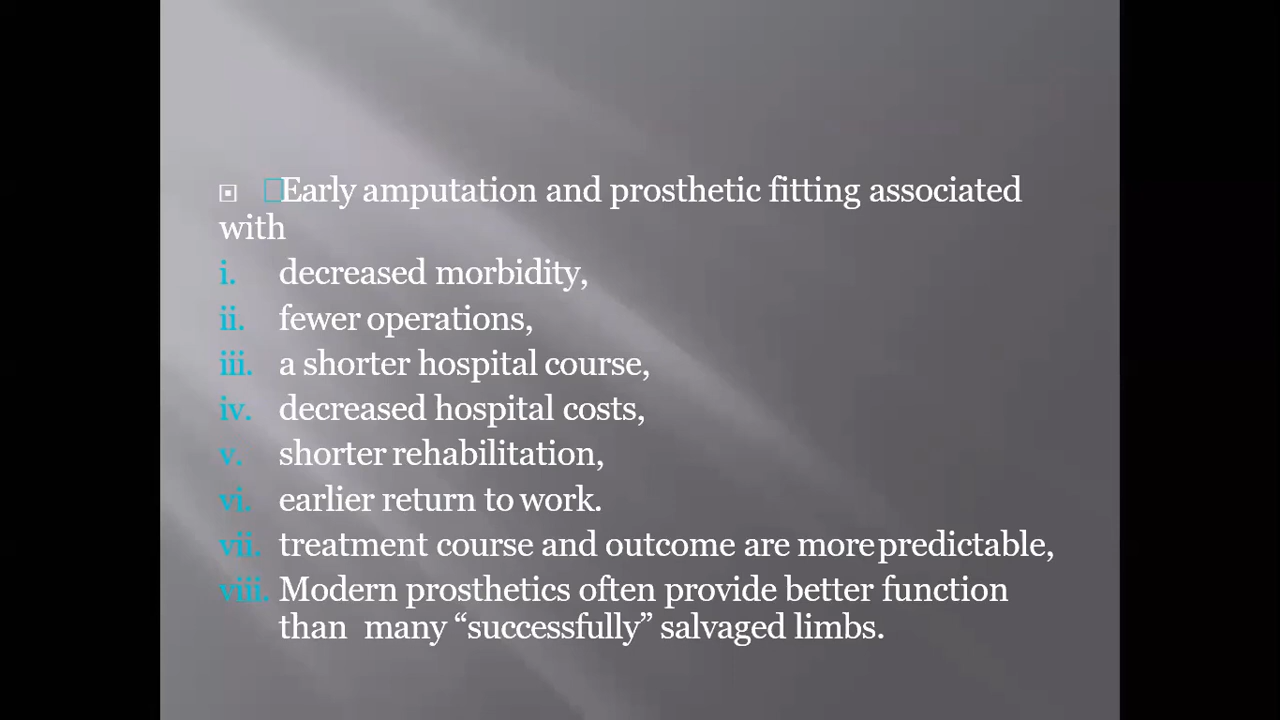 Early amputation and prosthetic fitting associated
with
i. decreased morbidity,
ii. fewer operations,
iii. a shorter hospital course,
iv. decreased hospital costs,
v. shorter rehabilitation,
vi. earlier return to work.
vii. treatment course and outcome are more predictable,
viii. Modern prosthetics often provide better function
than many “successfully” salvaged limbs.